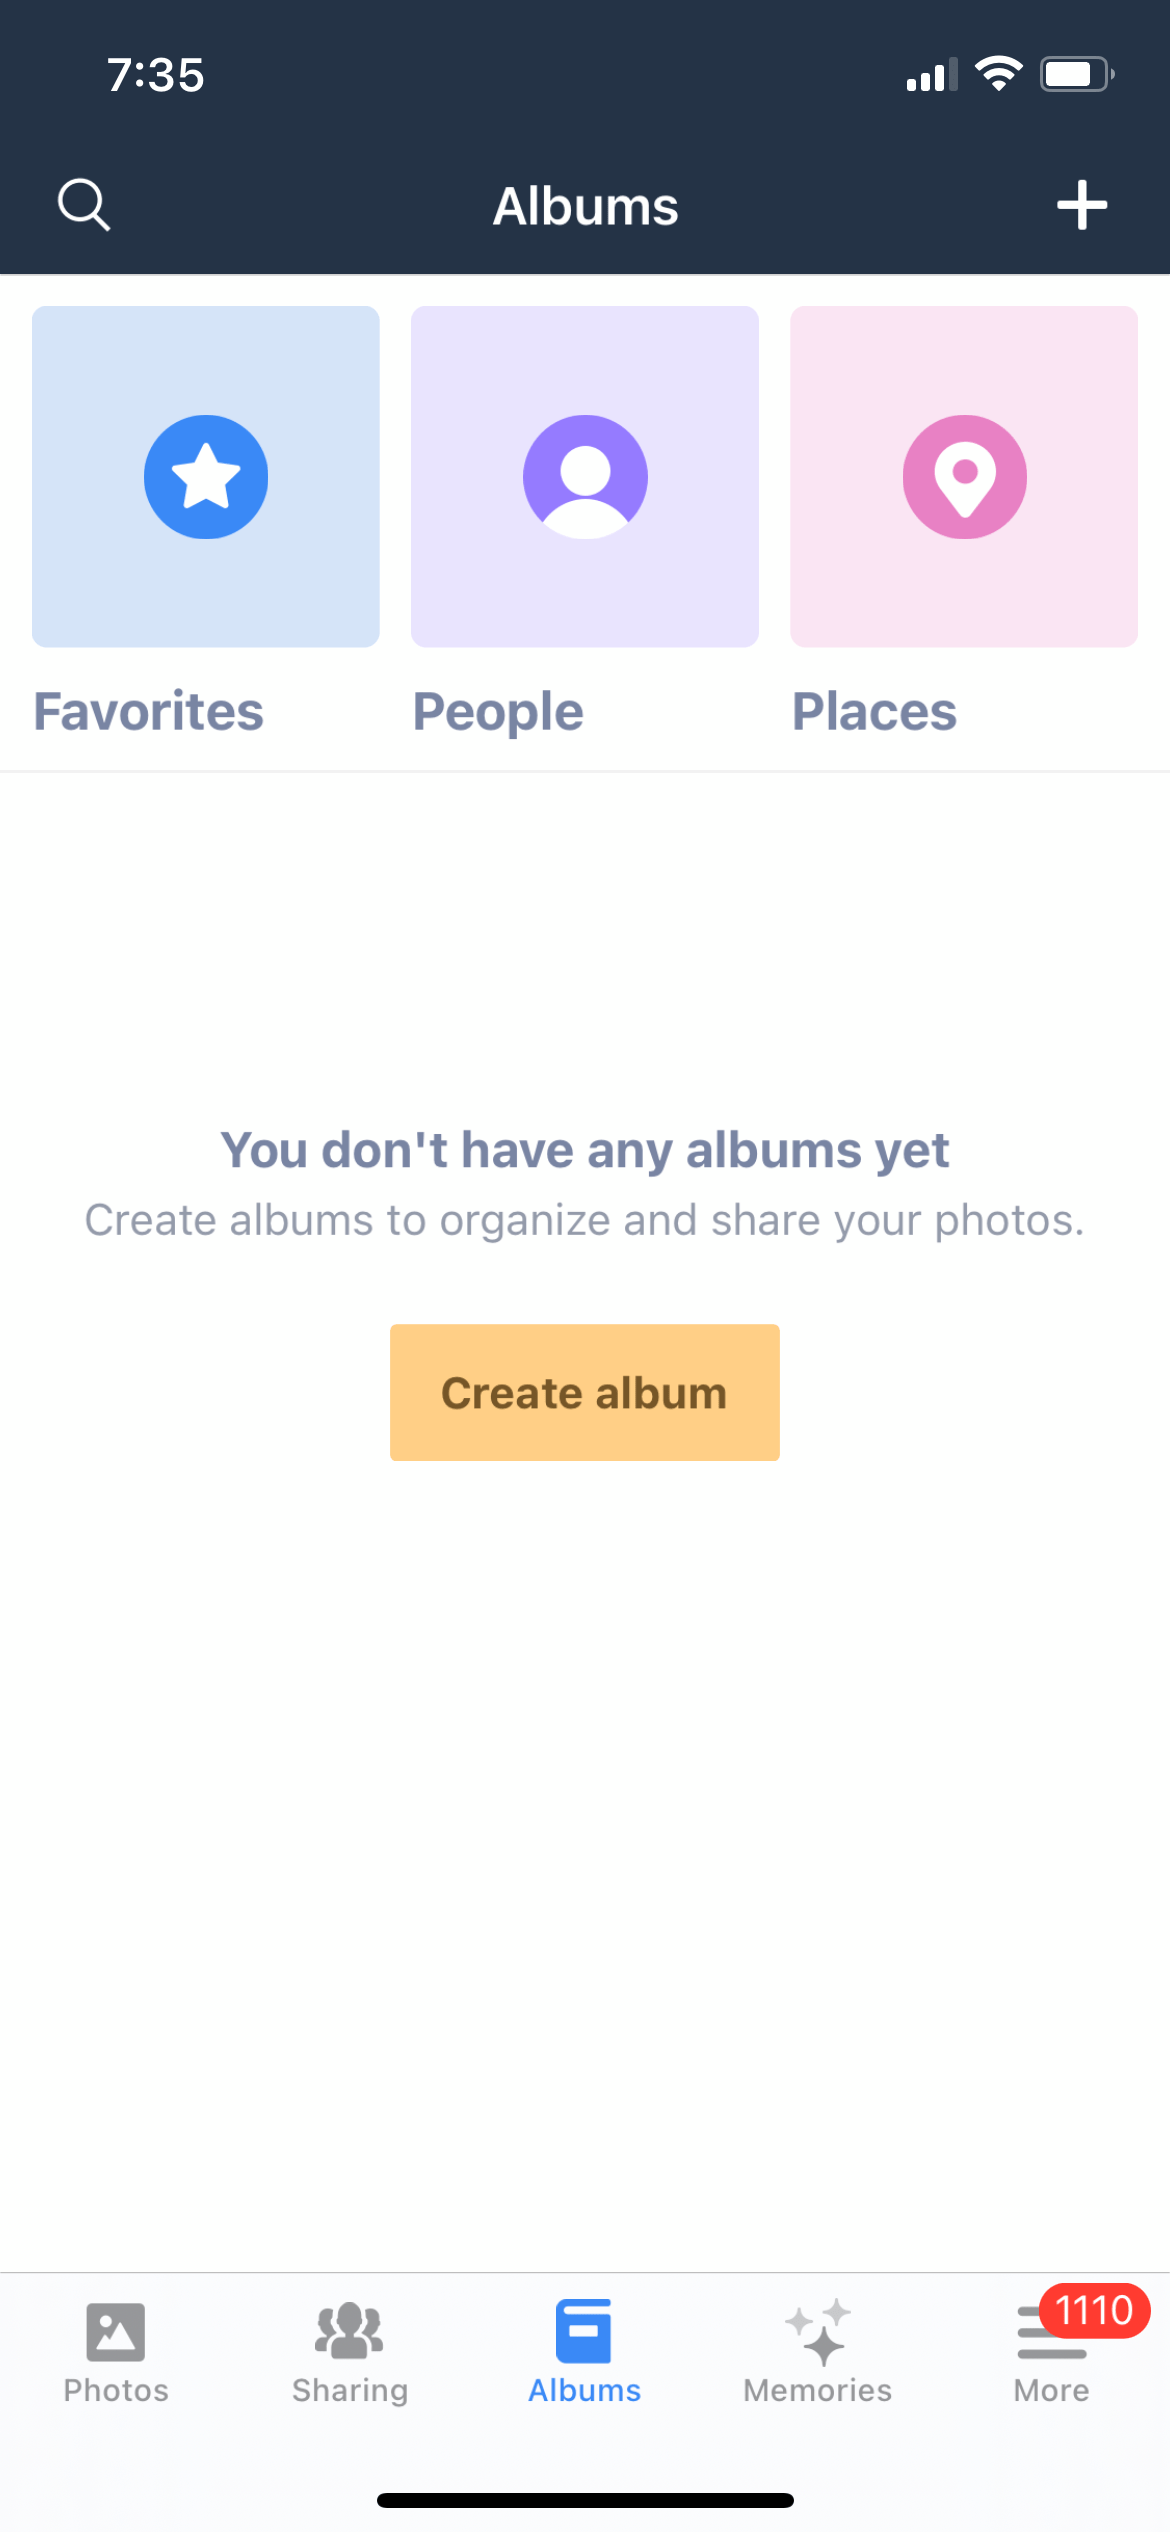 7:35
Albums
Favorites
People
Places
You don't have any albums yet
Create albums to organize and share your photos.
Create album
1110
Photos
Sharing
Albums
Memories
More